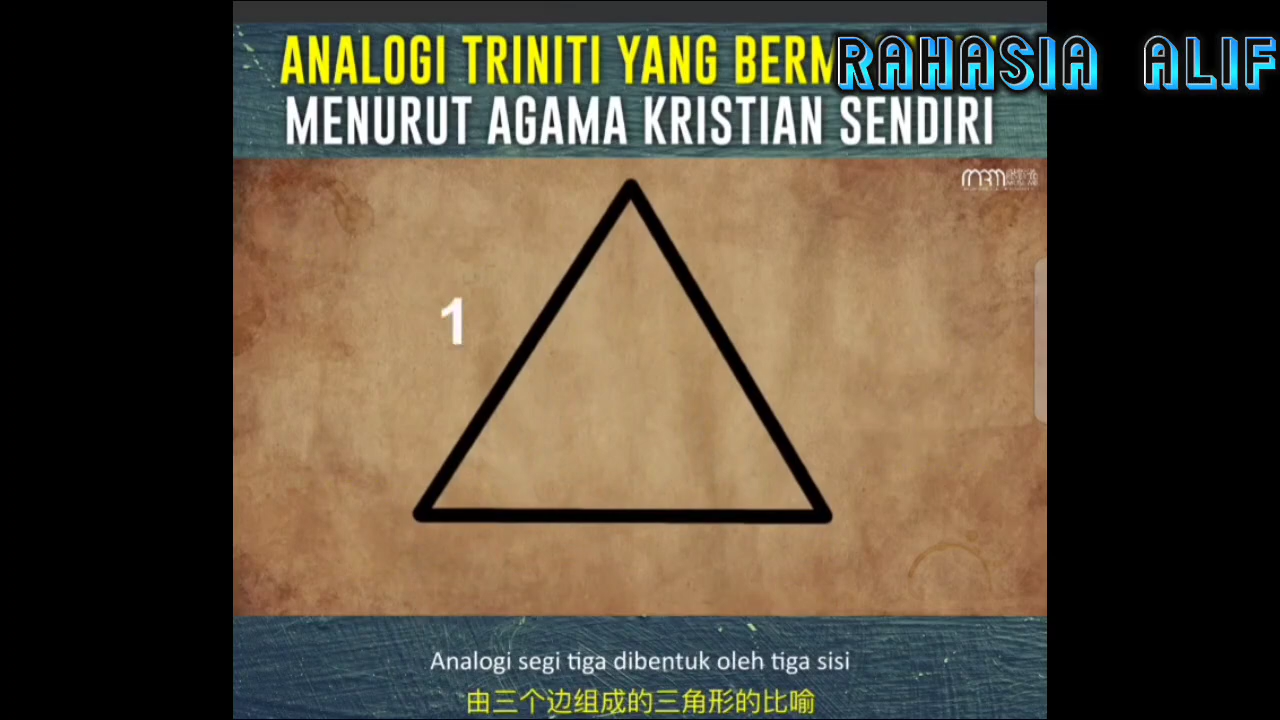 ANALOGI TRINITI YANG
RAHASIA ALIF
MENURUT AGAMA KRISTIAN SENDIRI
1
Analogi segi tiga dibentuk oleh tiga sisi
由三个边组成的三角形的比喻